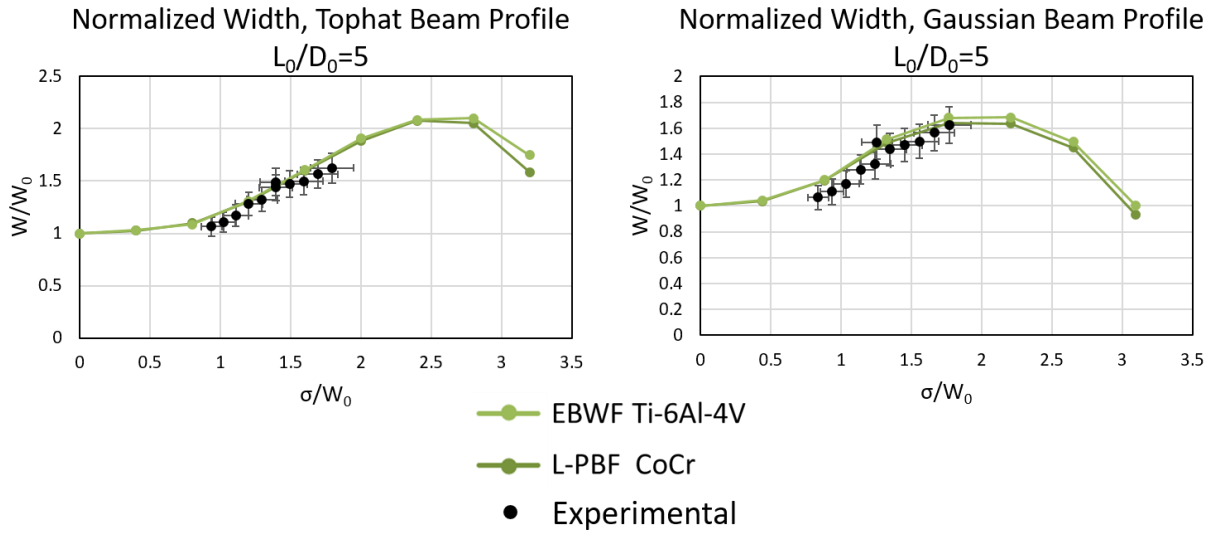 Normalized Width, Tophat Beam Profile
L₀/D₀=5
2.5
2
1.5
1
0.5
0
W/W₀
0 0.5 1 1.5 2 2.5 3 3.5
σ/W₀
Normalized Width, Gaussian Beam Profile
L₀/D₀=5
2
1.8
1.6
1.4
1.2
1
0.8
0.6
0.4
0.2
0
W/W₀
0 0.5 1 1.5 2 2.5 3 3.5
σ/W₀
EBWF Ti-6Al-4V
L-PBF CoCr
Experimental